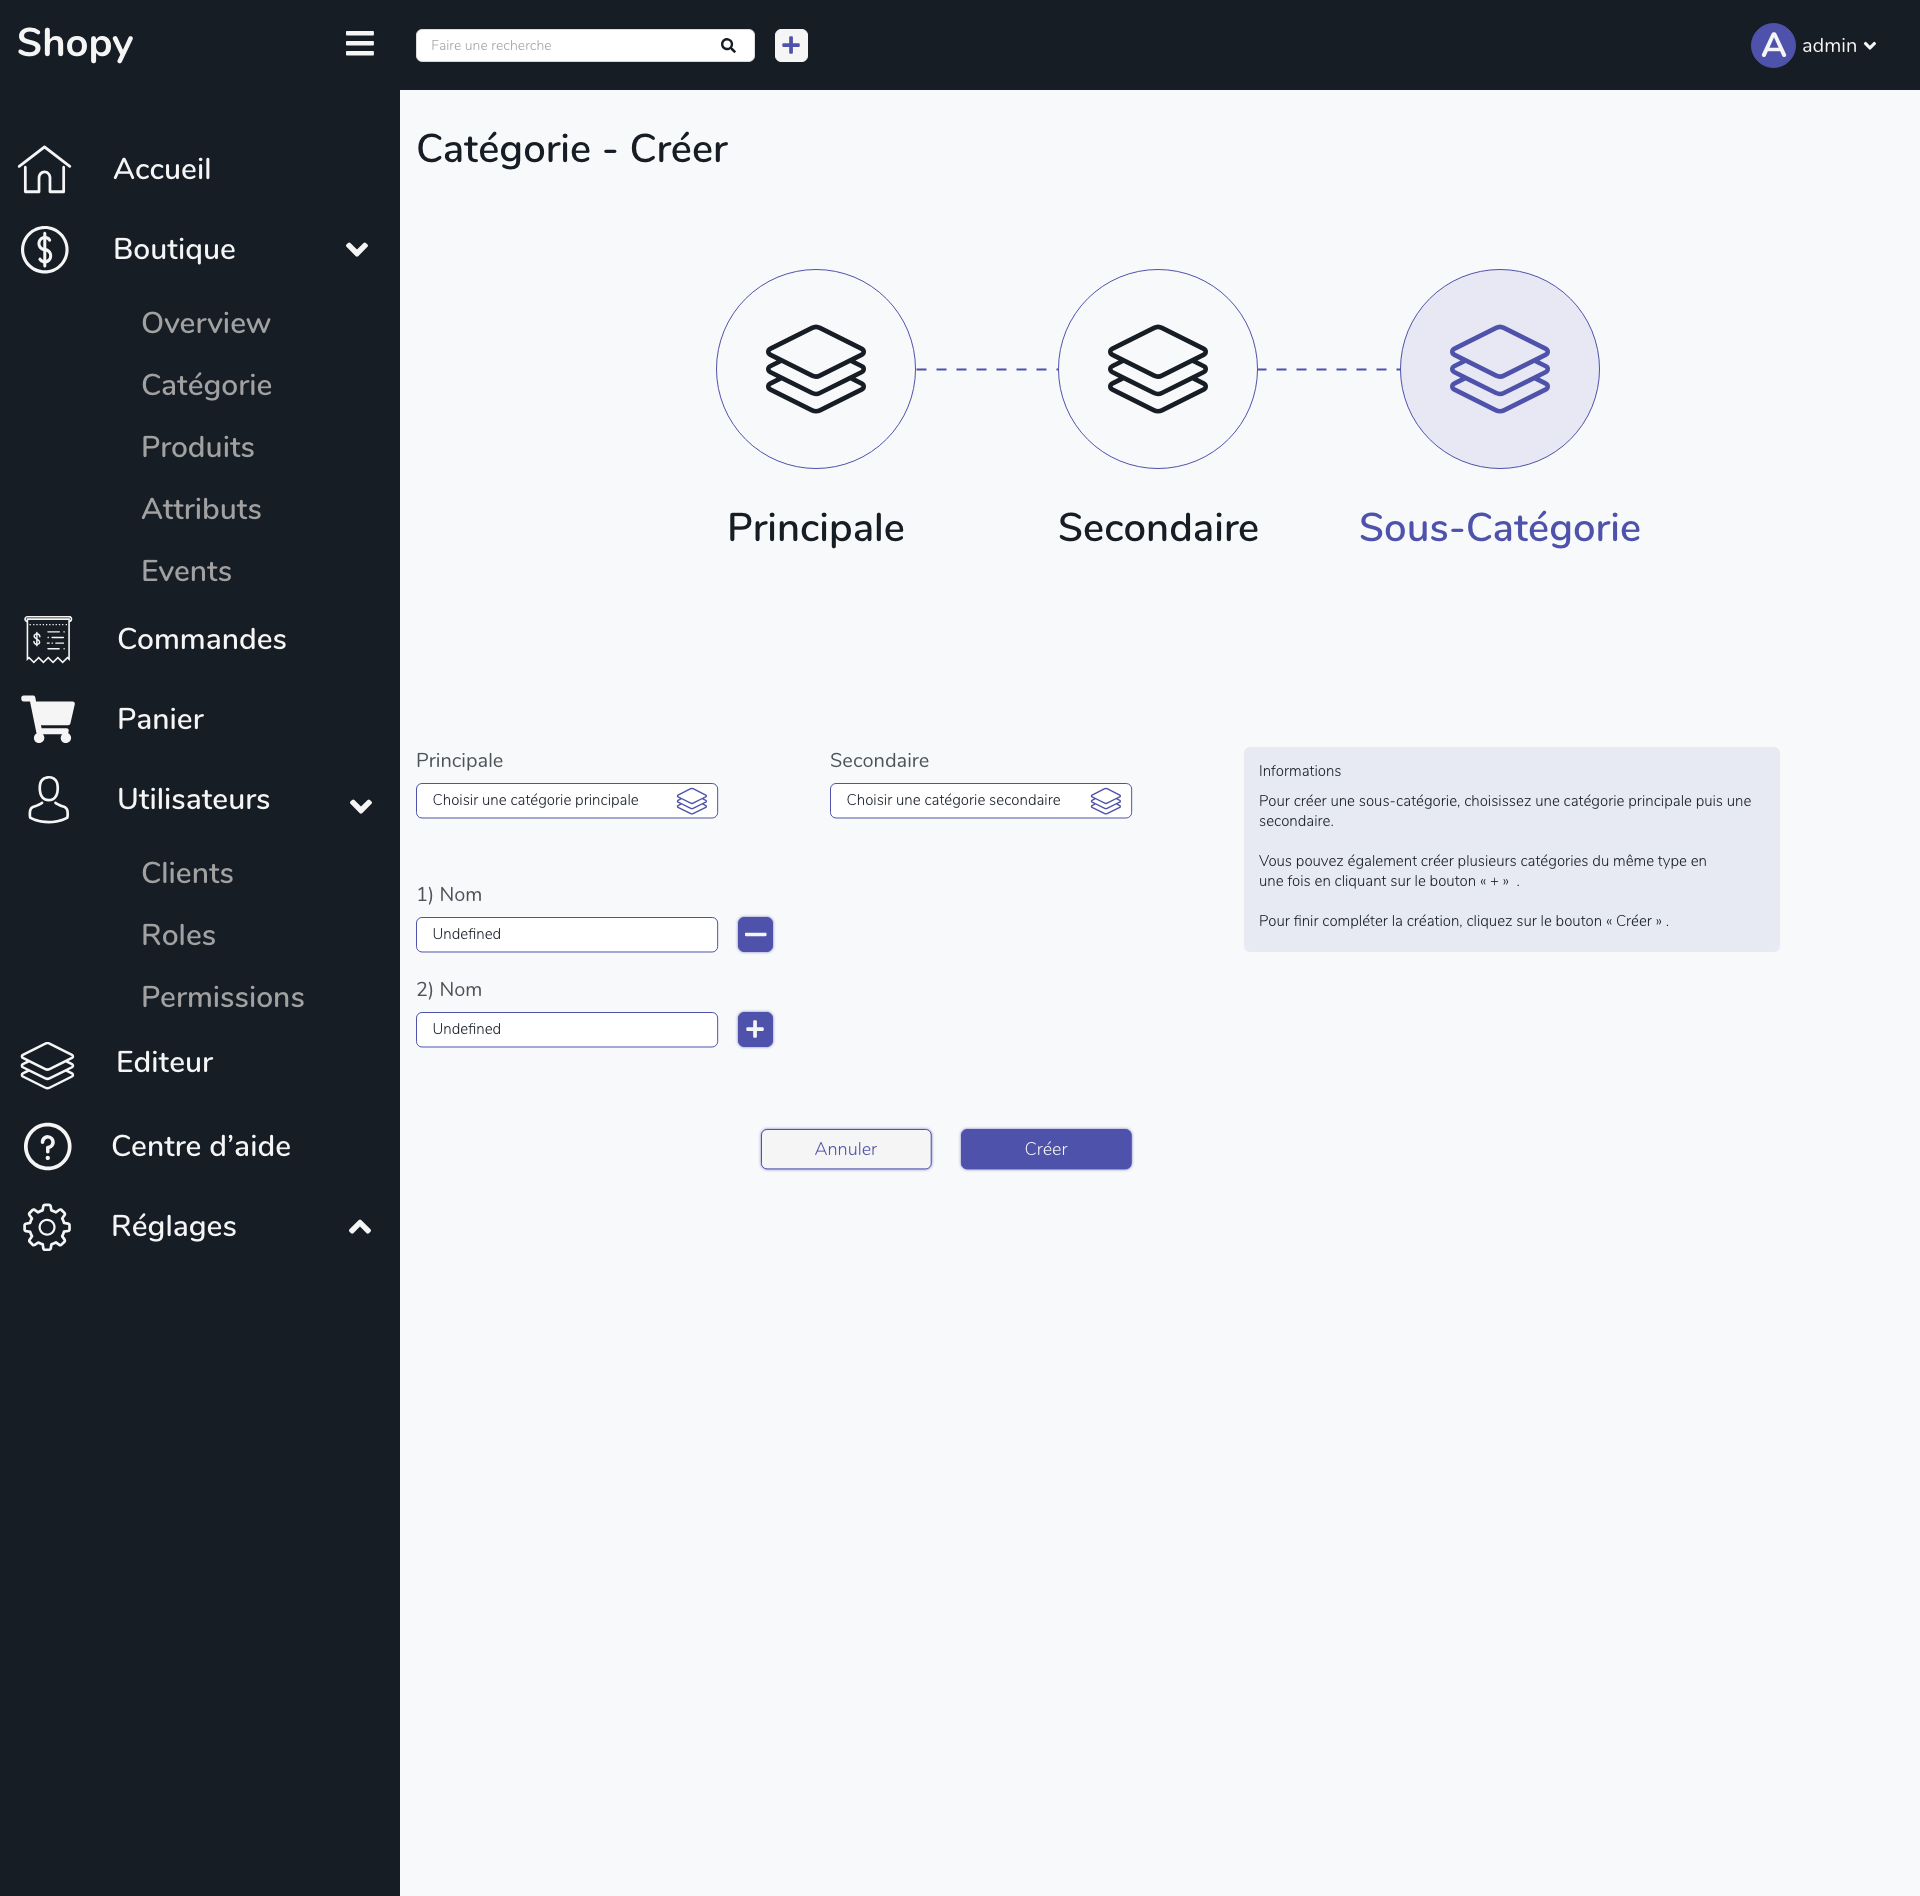 Shopy
Faire une recherche
A admin
Accueil
Boutique
Overview
Catégorie
Produits
Attributs
Events
Commandes
Panier
Utilisateurs
Clients
Roles
Permissions
Editeur
Centre d’aide
Réglages
Catégorie - Créer
Principale
Secondaire
Sous-Catégorie
Principale
Choisir une catégorie principale
Secondaire
Choisir une catégorie secondaire
1) Nom
Undefined
2) Nom
Undefined
Annuler
Créer
Informations
Pour créer une sous-catégorie, choisissez une catégorie principale puis une
secondaire.
Vous pouvez également créer plusieurs catégories du même type en
une fois en cliquant sur le bouton « + »  .
Pour finir compléter la création, cliquez sur le bouton « Créer » .